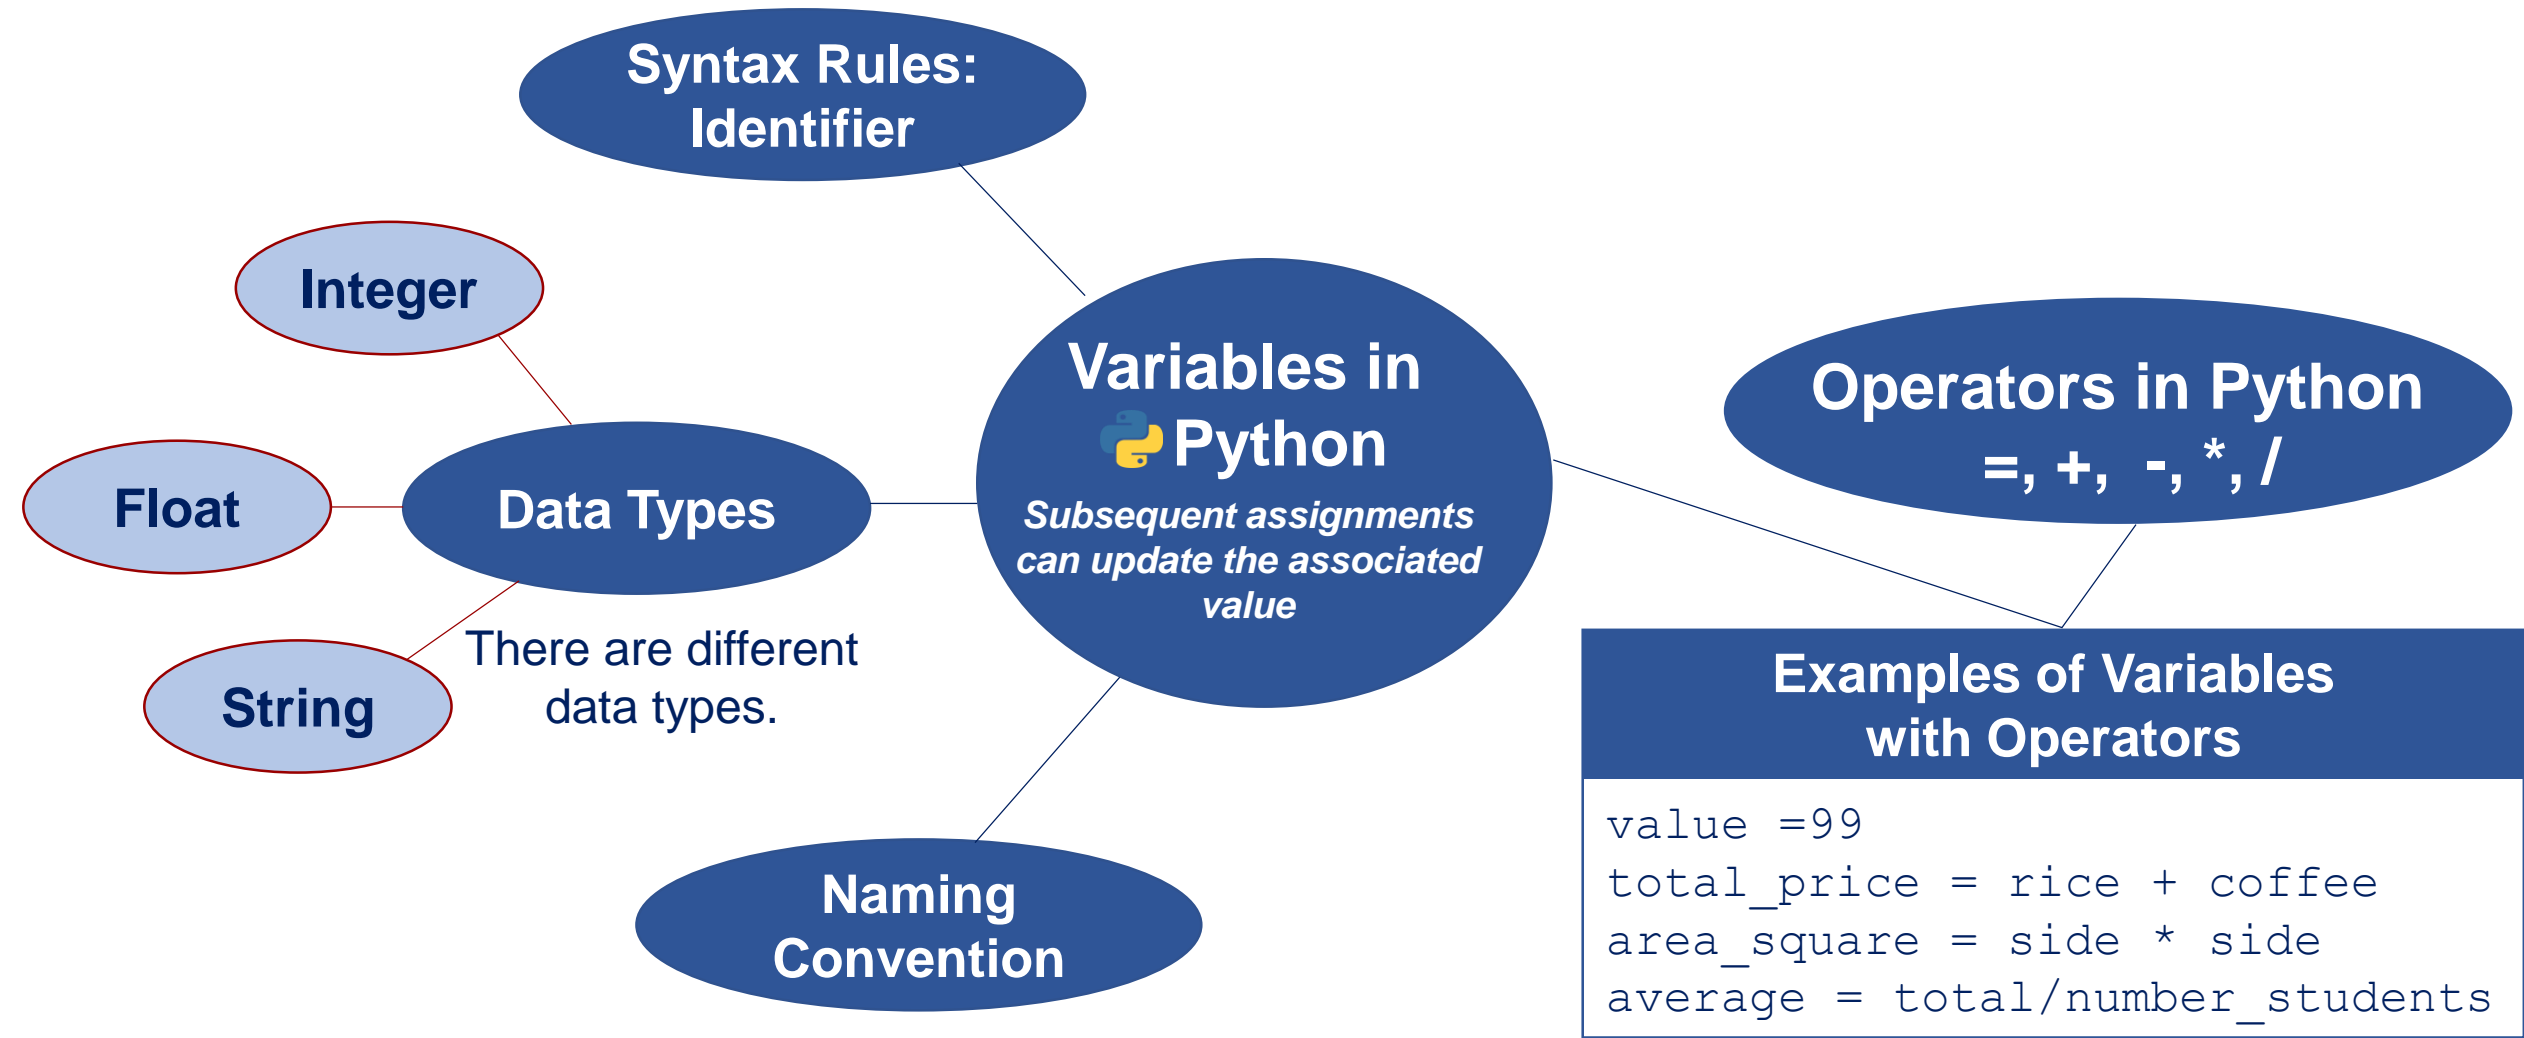 Syntax Rules:
Identifier
Integer
Float
String
Data Types
There are different
data types.
Variables in
Python
Subsequent assignments
can update the associated
value
Naming
Convention
Operators in Python
=, +,  -, *, /
Examples of Variables
with Operators
value =99
total_price = rice + coffee
area_square = side * side
average = total/number_students